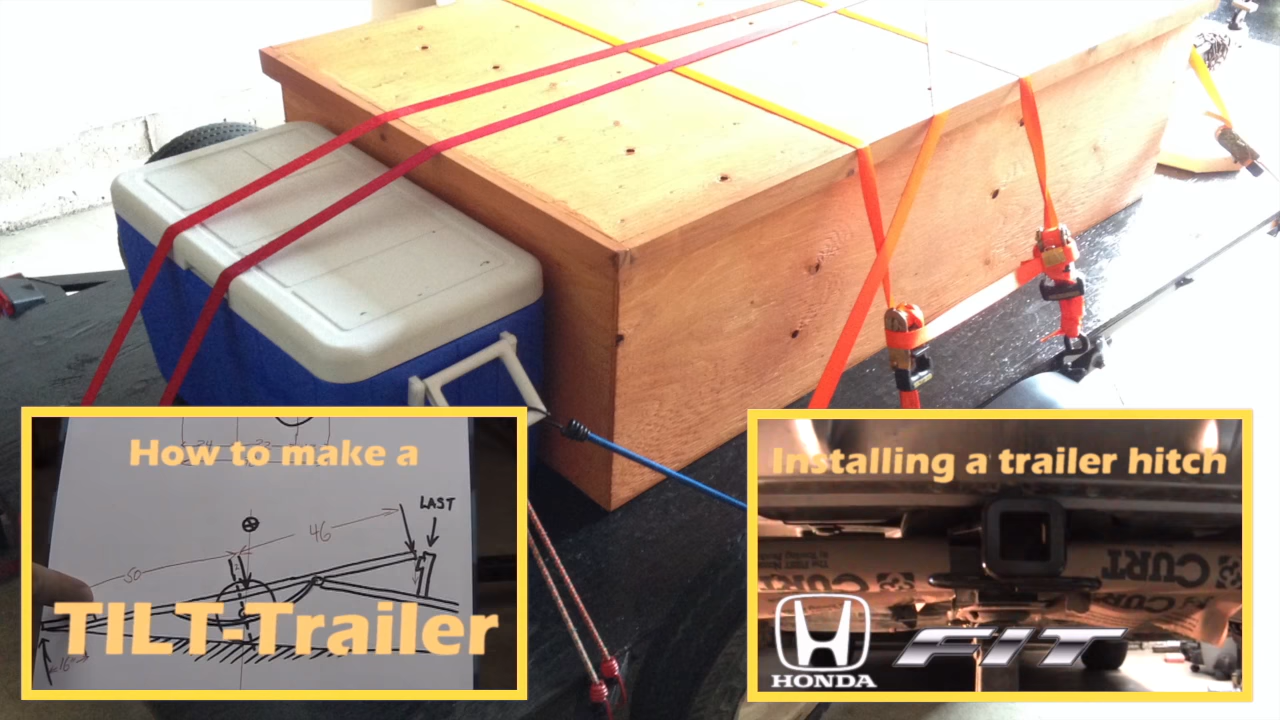 How to make a
LAST
46
50
TILT-Trailer
16"
Installing a trailer hitch
CURT
CURT
HONDA
FIT